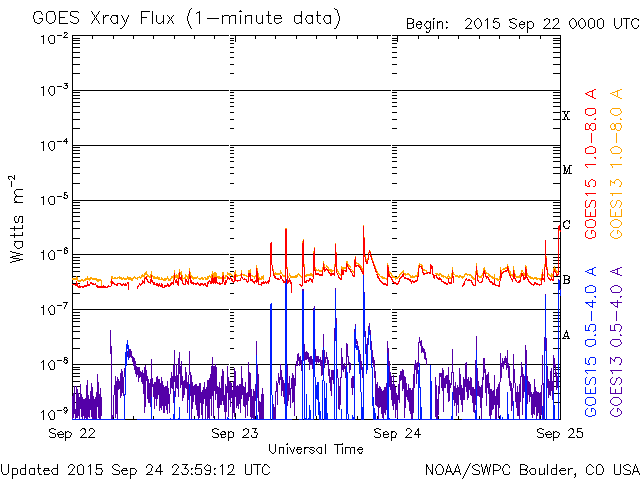 GOES Xray Flux (1-minute data)
Begin: 2015 Sep 22 0000 UTC
10⁻²
10⁻³
10⁻⁴
10⁻⁵
10⁻⁶
10⁻⁷
10⁻⁸
10⁻⁹
Watts m⁻²
X
M
C
B
A
GOES15 1.0-8.0 A
GOES13 1.0-8.0 A
GOES15 0.5-4.0 A
GOES13 0.5-4.0 A
Sep 22
Sep 23
Sep 24
Sep 25
Universal Time
Updated 2015 Sep 24 23:59:12 UTC
NOAA/SWPC Boulder, CO USA